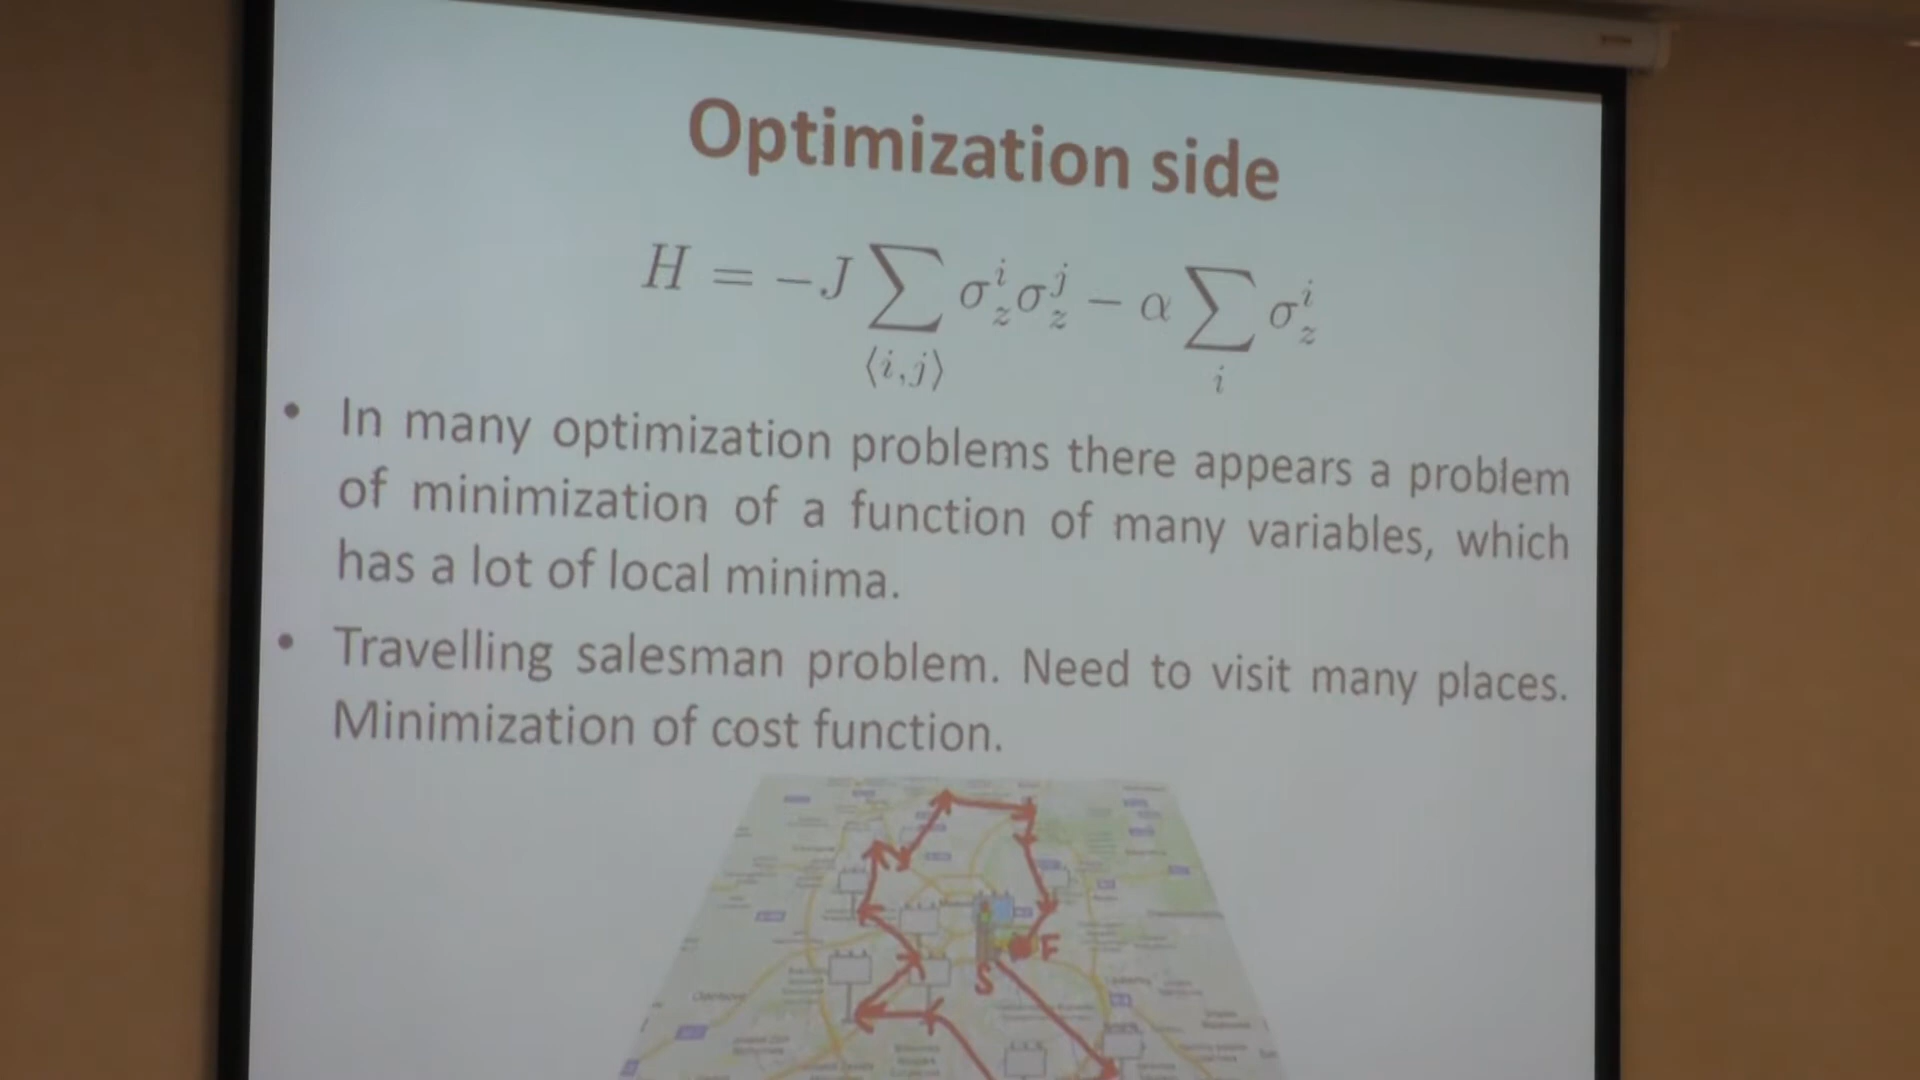 Optimization side
H = −J ∑ σ_z^i σ_z^j − α ∑ σ_z^i
⟨i,j⟩ i
• In many optimization problems there appears a problem
of minimization of a function of many variables, which
has a lot of local minima.
• Travelling salesman problem. Need to visit many places.
Minimization of cost function.
F
S